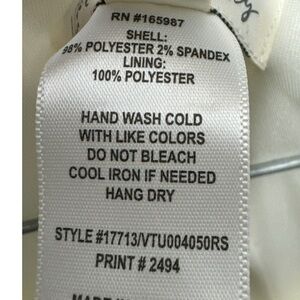 RN #165987
SHELL:
98% POLYESTER 2% SPANDEX
LINING:
100% POLYESTER
HAND WASH COLD
WITH LIKE COLORS
DO NOT BLEACH
COOL IRON IF NEEDED
HANG DRY
STYLE #17713/VTU004050RS
PRINT # 2494
MADE